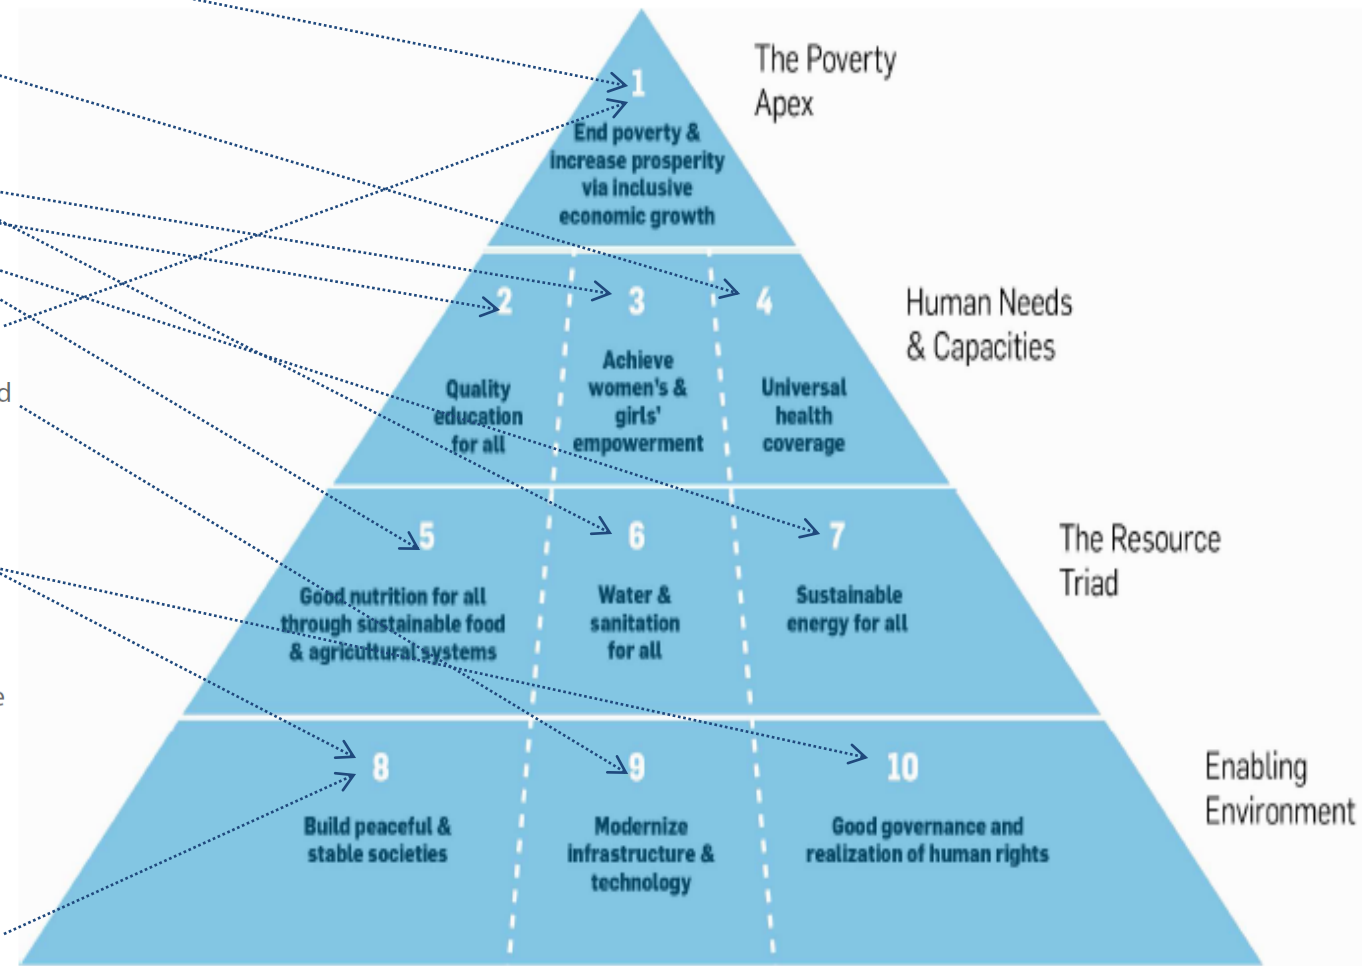 The Poverty
Apex
1
End poverty &
increase prosperity
via inclusive
economic growth
Human Needs
& Capacities
2
Quality
education
for all
3
Achieve
women's &
girls'
empowerment
4
Universal
health
coverage
d
The Resource
Triad
5
Good nutrition for all
through sustainable food
& agricultural systems
6
Water &
sanitation
for all
7
Sustainable
energy for all
e
Enabling
Environment
8
Build peaceful &
stable societies
9
Modernize
infrastructure &
technology
10
Good governance and
realization of human rights